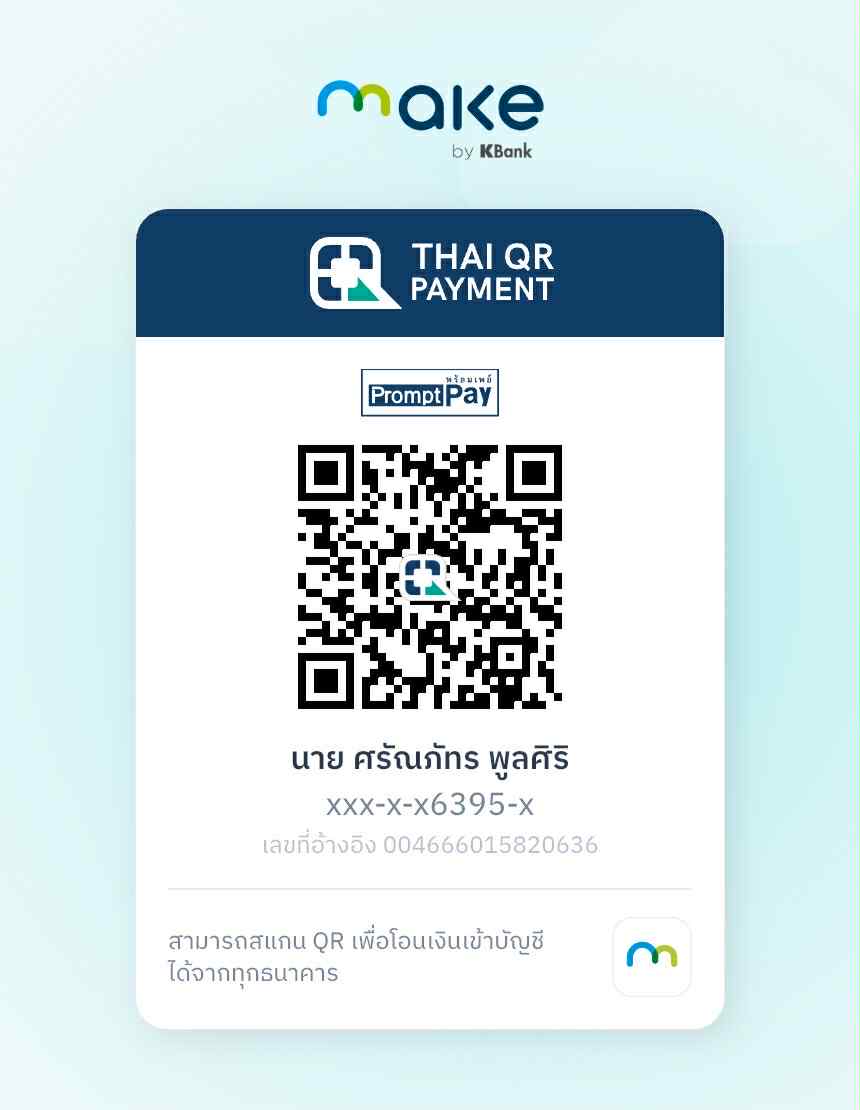 make
by KBank
THAI QR
PAYMENT
พร้อมเพย์
PromptPay
นาย ศรัณภัทร พูลศิริ
xxx-x-x6395-x
เลขที่อ้างอิง 004666015820636
สามารถสแกน QR เพื่อโอนเงินเข้าบัญชี
ได้จากทุกธนาคาร